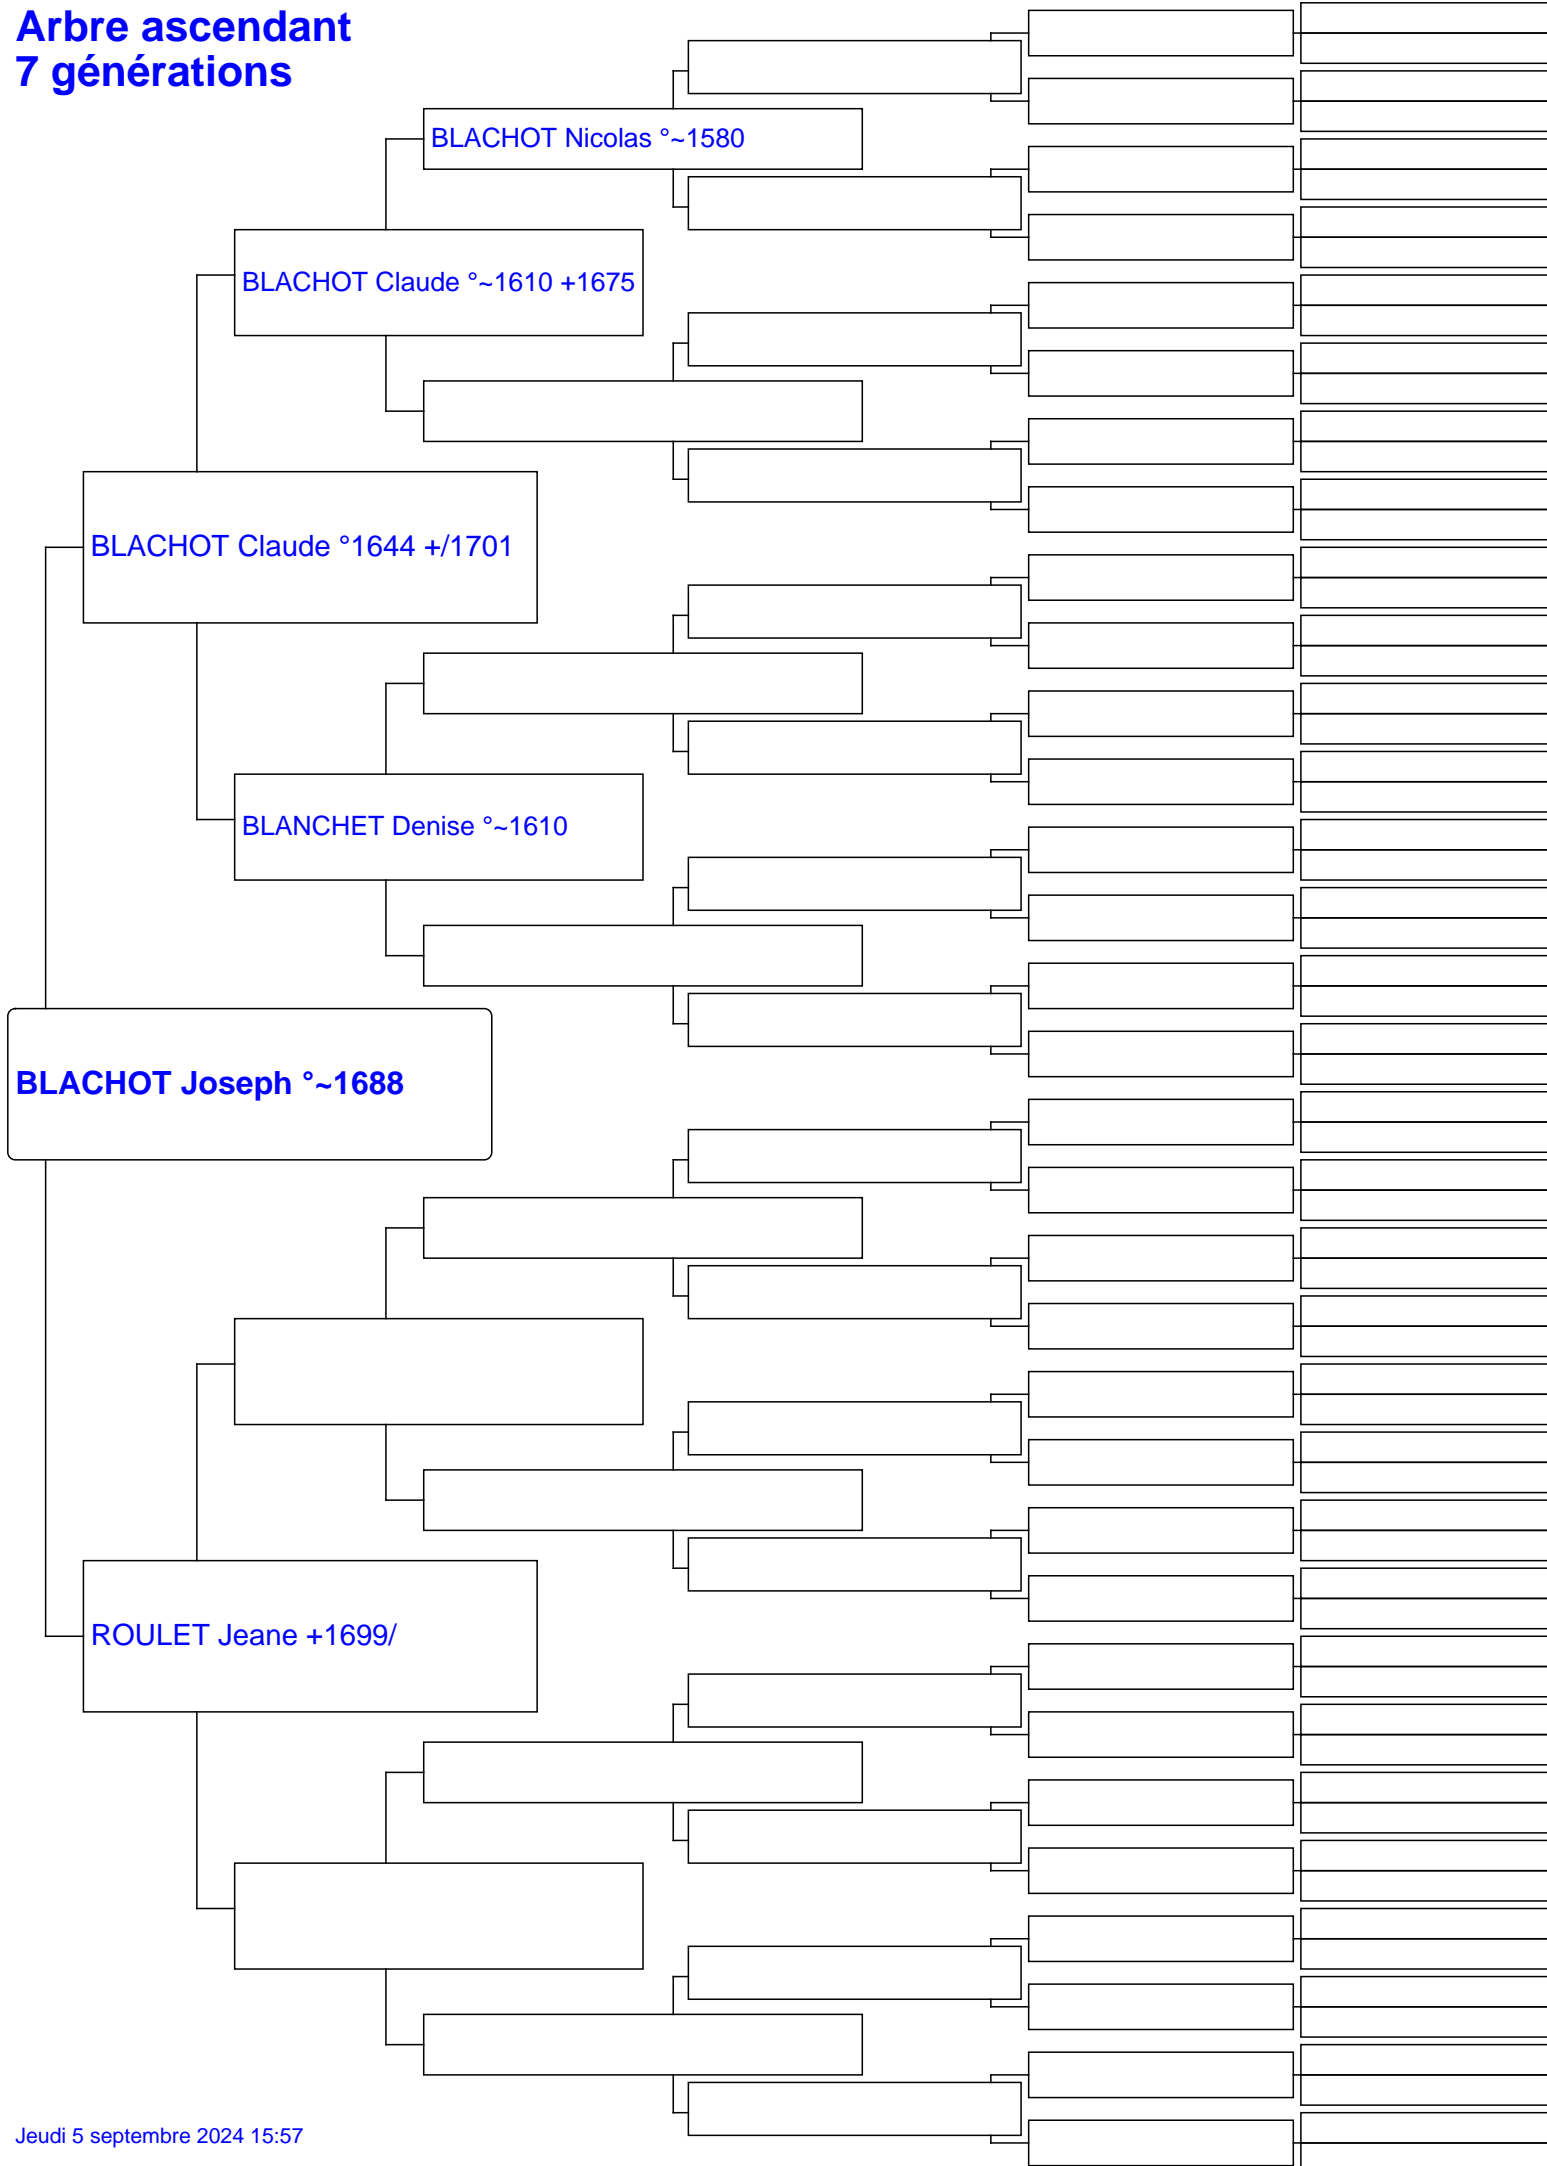 Arbre ascendant
7 générations
BLACHOT Nicolas °~1580
BLACHOT Claude °~1610 +1675
BLACHOT Claude °1644 +/1701
BLANCHET Denise °~1610
BLACHOT Joseph °~1688
ROULET Jeane +1699/
Jeudi 5 septembre 2024 15:57